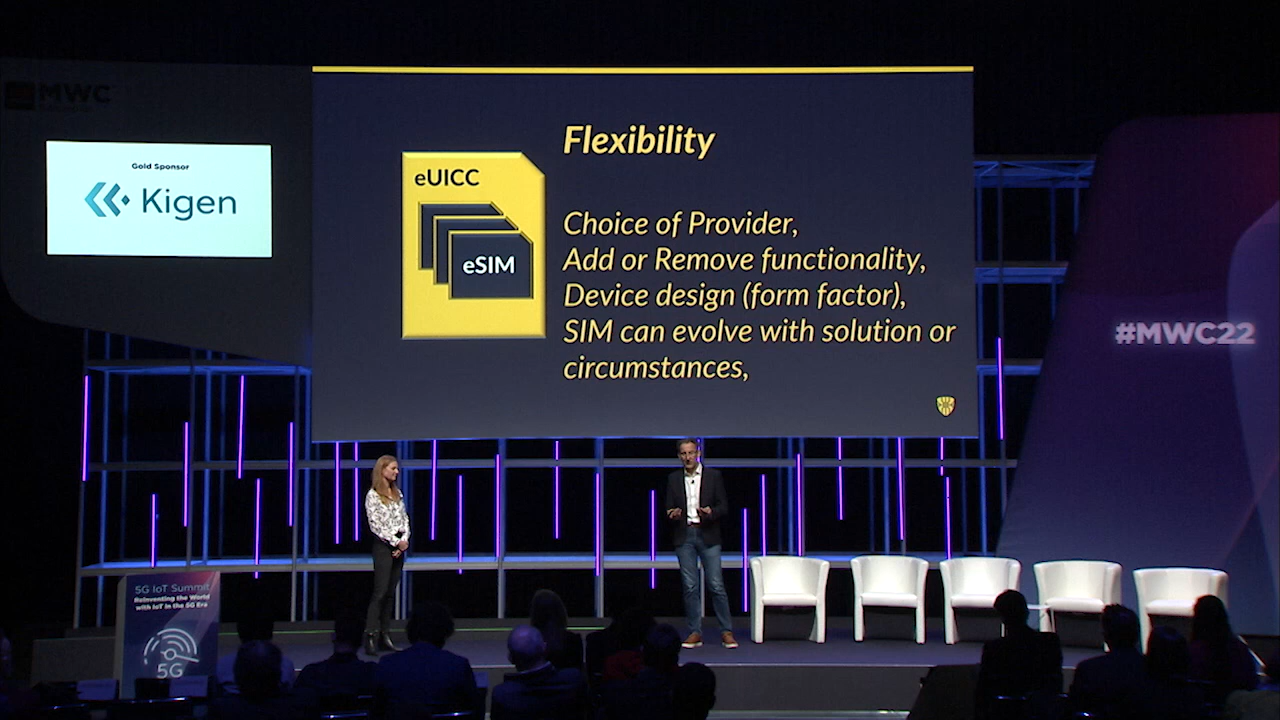 MWC
Gold Sponsor
Kigen
Flexibility
eUICC
eSIM
Choice of Provider,
Add or Remove functionality,
Device design (form factor),
SIM can evolve with solution or
circumstances,
#MWC22
5G IoT Summit
Reinventing the World
with IoT in the 5G Era
5G